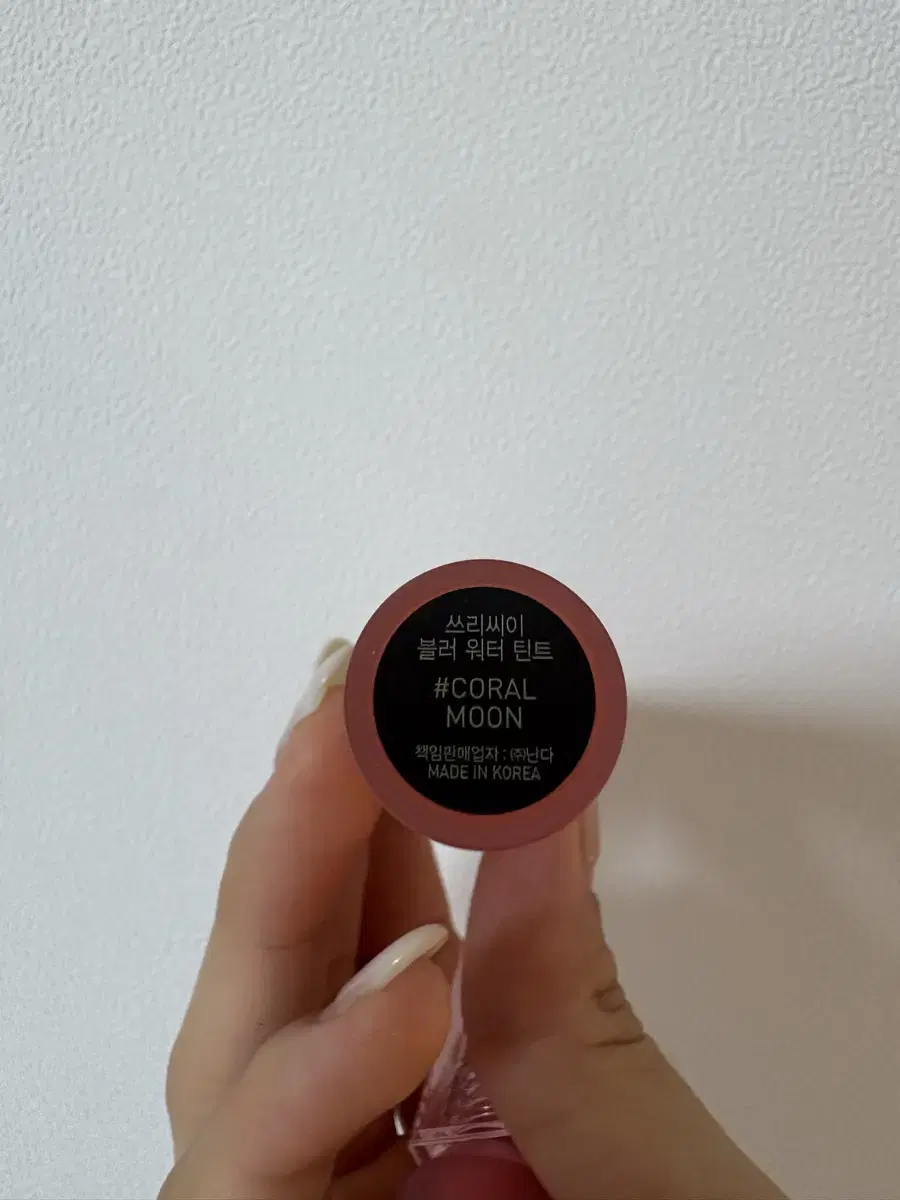 쓰리씨이
블러 워터 틴트
#CORAL
MOON
책임판매업자 : ㈜난다
MADE IN KOREA